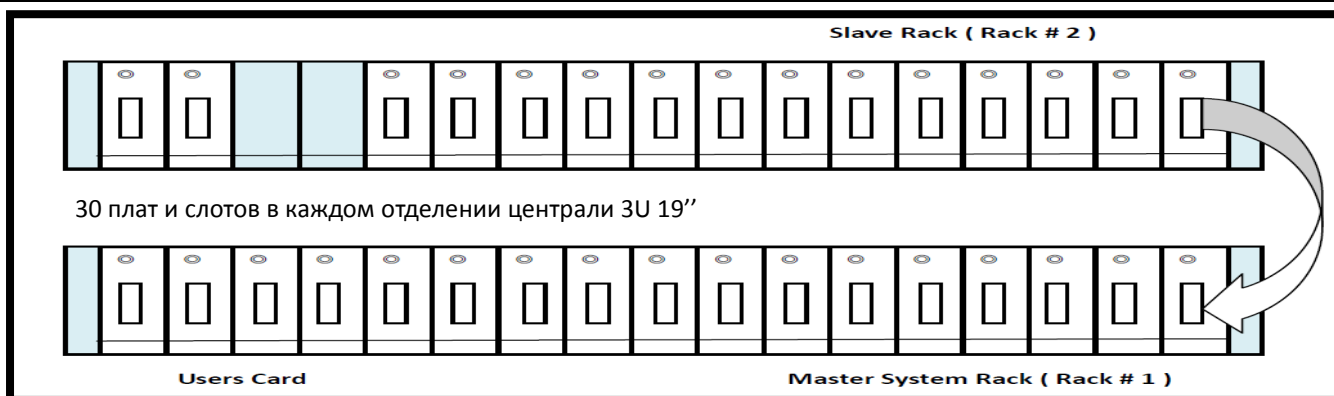 Slave Rack ( Rack # 2 )
30 плат и слотов в каждом отделении централи 3U 19’’
Users Card
Master System Rack ( Rack # 1 )